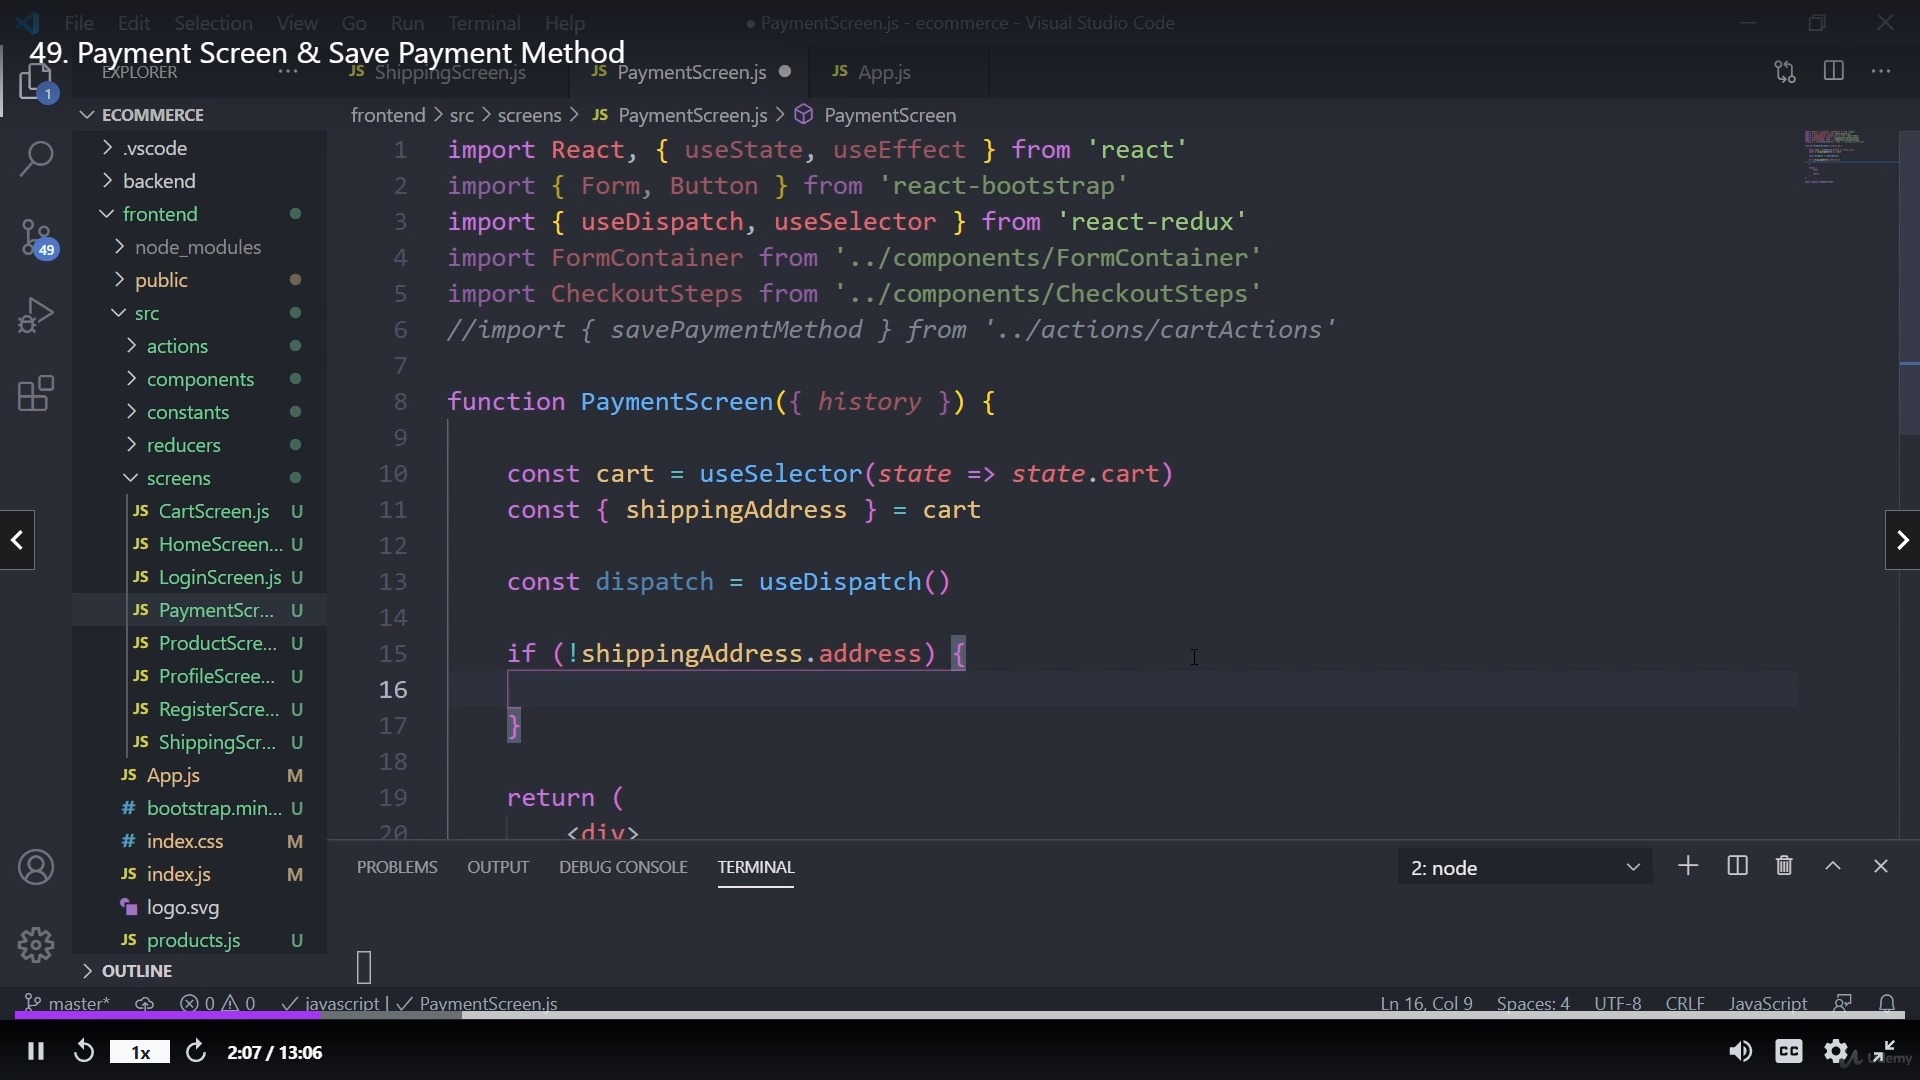 File Edit Selection View Go Run Terminal Help
● PaymentScreen.js - ecommerce - Visual Studio Code
49. Payment Screen & Save Payment Method
EXPLORER
JS ShippingScreen.js
JS PaymentScreen.js ●
JS App.js
1
ECOMMERCE
frontend > src > screens > JS PaymentScreen.js > PaymentScreen
.vscode
backend
frontend
node_modules
public
src
actions
components
constants
reducers
screens
JS CartScreen.js U
JS HomeScreen... U
JS LoginScreen.js U
JS PaymentScr... U
JS ProductScre... U
JS ProfileScree... U
JS RegisterScre... U
JS ShippingScr... U
JS App.js M
# bootstrap.min... U
# index.css M
JS index.js M
logo.svg
JS products.js U
OUTLINE
49
1 import React, { useState, useEffect } from 'react'
2 import { Form, Button } from 'react-bootstrap'
3 import { useDispatch, useSelector } from 'react-redux'
4 import FormContainer from '../components/FormContainer'
5 import CheckoutSteps from '../components/CheckoutSteps'
6 //import { savePaymentMethod } from '../actions/cartActions'
7
8 function PaymentScreen({ history }) {
9
10 const cart = useSelector(state => state.cart)
11 const { shippingAddress } = cart
12
13 const dispatch = useDispatch()
14
15 if (!shippingAddress.address) {
16
17 }
18
19 return (
20 <div>
PROBLEMS OUTPUT DEBUG CONSOLE TERMINAL
2: node
master* 0 0 javascript | PaymentScreen.js
Ln 16, Col 9 Spaces: 4 UTF-8 CRLF JavaScript
1x
2:07 / 13:06
CC
Udemy